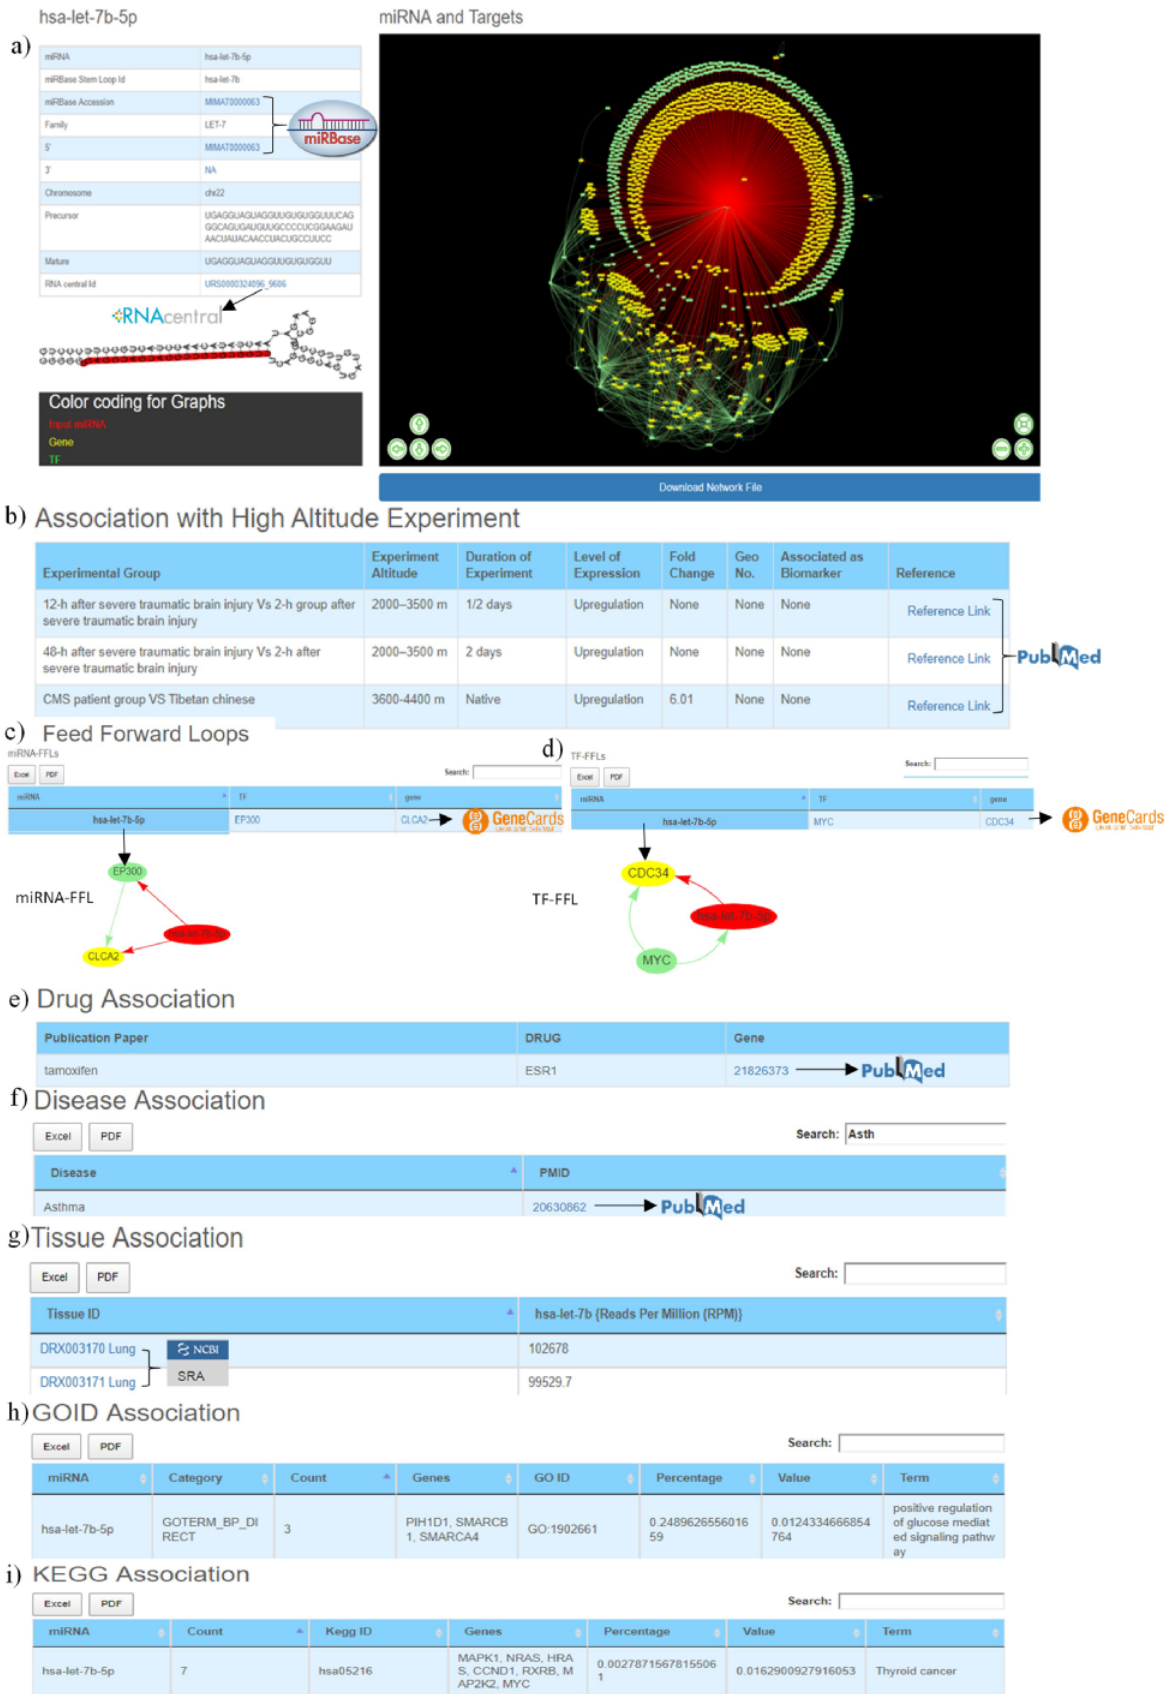 hsa-let-7b-5p
miRNA and Targets
a)
miRNA hsa-let-7b-5p
miRBase Stem Loop Id hsa-let-7b
miRBase Accession MIMAT0000063
Family LET-7
miRBase
5' MIMAT0000063
3' NA
Chromosome chr22
Precursor UGAGGUAGUAGGUUGUGUGGUUUCAG
GGCAGUGAUGUUGCCCCUCGGAAGAU
AACUAUACAACCUACUGCCUUCC
Mature UGAGGUAGUAGGUUGUGUGGUU
RNA central Id URS0000324096_9606
RNAcentral
Color coding for Graphs
Input miRNA
Gene
TF
Download Network File
b) Association with High Altitude Experiment
Experimental Group Experiment Altitude Duration of Experiment Level of Expression Fold Change Geo No. Associated as Biomarker Reference
12-h after severe traumatic brain injury Vs 2-h group after severe traumatic brain injury 2000–3500 m 1/2 days Upregulation None None None Reference Link
48-h after severe traumatic brain injury Vs 2-h after severe traumatic brain injury 2000–3500 m 2 days Upregulation None None None Reference Link
PubMed
CMS patient group VS Tibetan chinese 3600-4400 m Native Upregulation 6.01 None None Reference Link
c) Feed Forward Loops
miRNA-FFLs
Excel PDF Search:
miRNA TF gene
hsa-let-7b-5p EP300 CLCA2 GeneCards
EP300
miRNA-FFL
hsa-let-7b-5p
CLCA2
d) TF-FFLs
Excel PDF Search:
miRNA TF gene
hsa-let-7b-5p MYC CDC34 GeneCards
CDC34
TF-FFL
hsa-let-7b-5p
MYC
e) Drug Association
Publication Paper DRUG Gene
tamoxifen ESR1 21826373 PubMed
f) Disease Association
Excel PDF Search: Asth
Disease PMID
Asthma 20630862 PubMed
g) Tissue Association
Excel PDF Search:
Tissue ID hsa-let-7b {Reads Per Million (RPM)}
DRX003170 Lung NCBI 102678
SRA
DRX003171 Lung 99529.7
h) GOID Association
Excel PDF Search:
miRNA Category Count Genes GO ID Percentage Value Term
hsa-let-7b-5p GOTERM_BP_DIRECT 3 PIH1D1, SMARCB1, SMARCA4 GO:1902661 0.248962655601659 0.0124334666854764 positive regulation of glucose mediated signaling pathway
i) KEGG Association
Excel PDF Search:
miRNA Count Kegg ID Genes Percentage Value Term
hsa-let-7b-5p 7 hsa05216 MAPK1, NRAS, HRAS, CCND1, RXRB, MAP2K2, MYC 0.00278715678155061 0.0162900927916053 Thyroid cancer